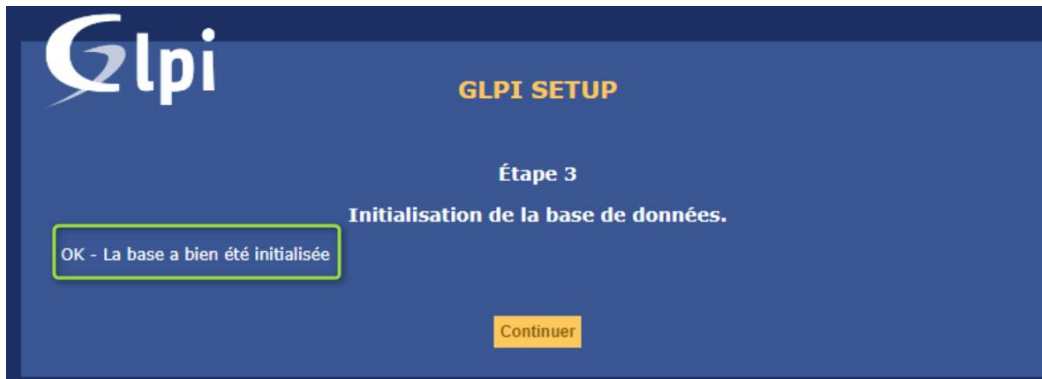 Glpi
GLPI SETUP
Étape 3
Initialisation de la base de données.
OK - La base a bien été initialisée
Continuer